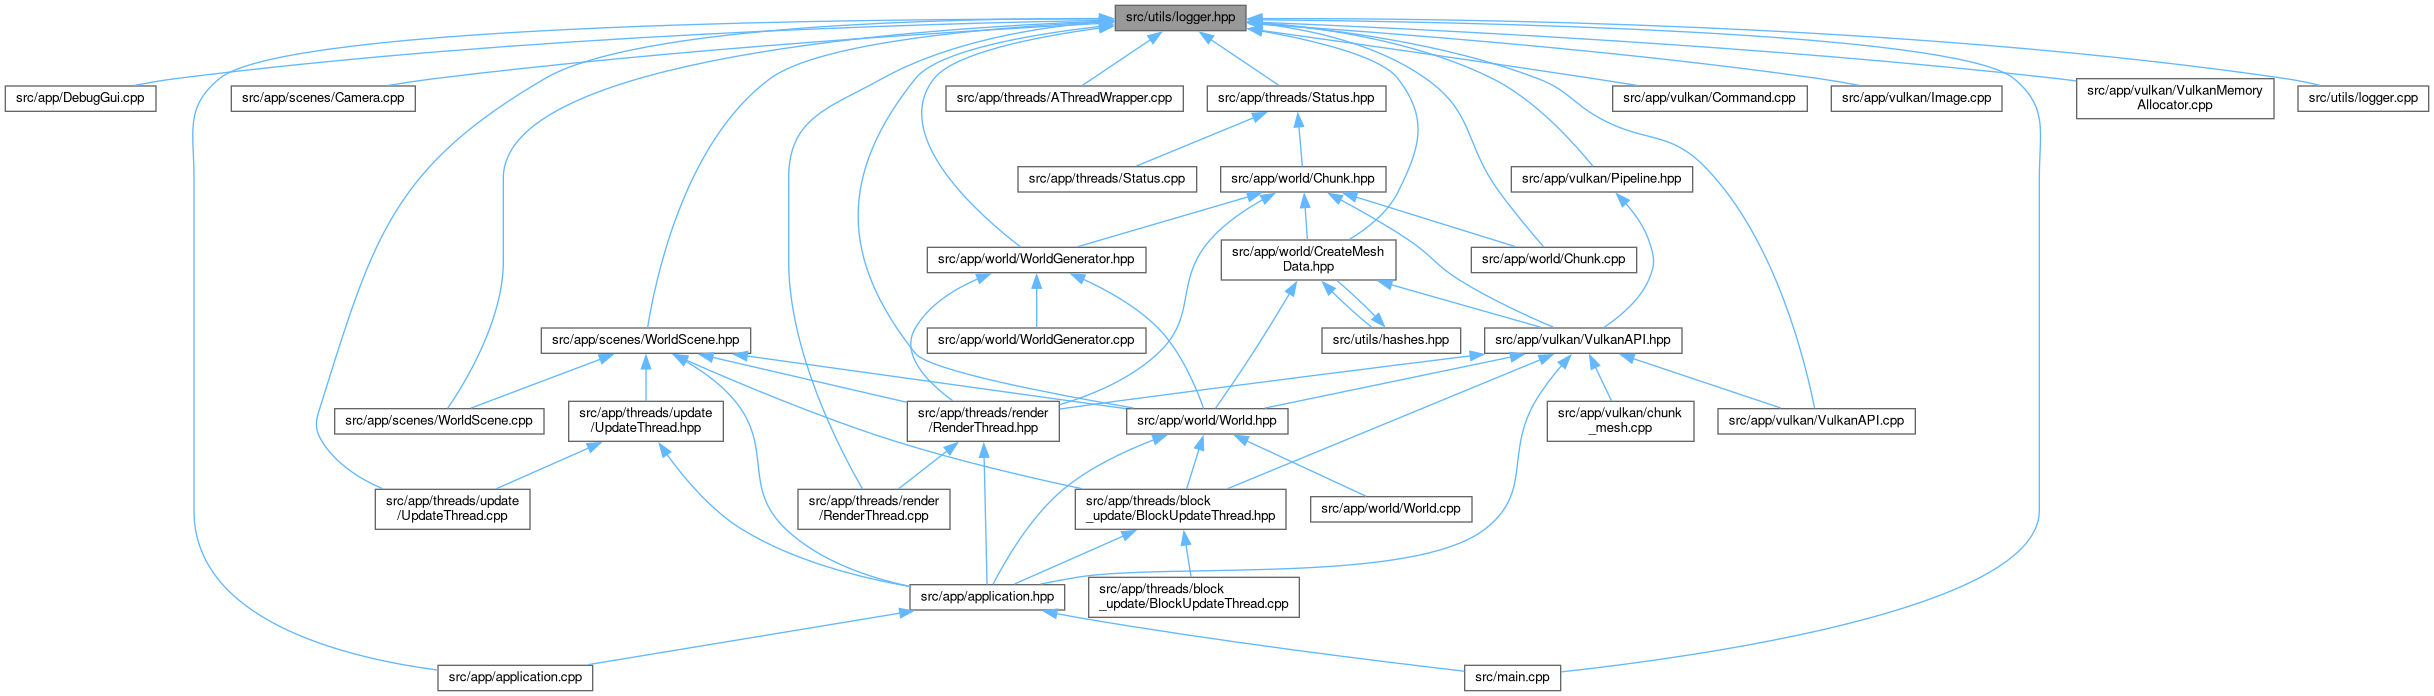 src/utils/logger.hpp
src/app/DebugGui.cpp
src/app/scenes/Camera.cpp
src/app/threads/AThreadWrapper.cpp
src/app/threads/Status.hpp
src/app/vulkan/Command.cpp
src/app/vulkan/Image.cpp
src/app/vulkan/VulkanMemory
Allocator.cpp
src/utils/logger.cpp
src/app/threads/Status.cpp
src/app/world/Chunk.hpp
src/app/vulkan/Pipeline.hpp
src/app/world/WorldGenerator.hpp
src/app/world/CreateMesh
Data.hpp
src/app/world/Chunk.cpp
src/app/scenes/WorldScene.hpp
src/app/world/WorldGenerator.cpp
src/utils/hashes.hpp
src/app/vulkan/VulkanAPI.hpp
src/app/scenes/WorldScene.cpp
src/app/threads/update
/UpdateThread.hpp
src/app/threads/render
/RenderThread.hpp
src/app/world/World.hpp
src/app/vulkan/chunk
_mesh.cpp
src/app/vulkan/VulkanAPI.cpp
src/app/threads/update
/UpdateThread.cpp
src/app/threads/render
/RenderThread.cpp
src/app/threads/block
_update/BlockUpdateThread.hpp
src/app/world/World.cpp
src/app/application.hpp
src/app/threads/block
_update/BlockUpdateThread.cpp
src/app/application.cpp
src/main.cpp